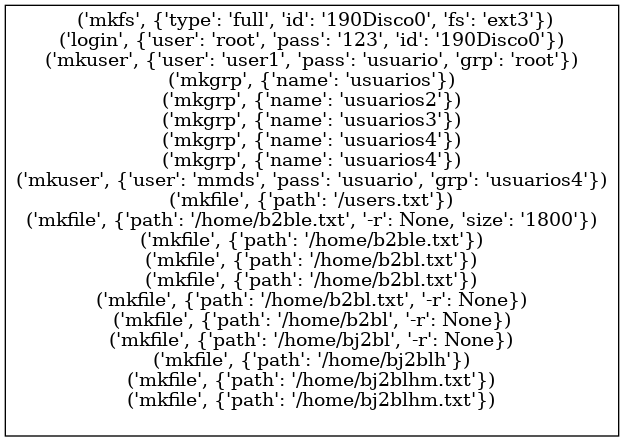 ('mkfs', {'type': 'full', 'id': '190Disco0', 'fs': 'ext3'})
('login', {'user': 'root', 'pass': '123', 'id': '190Disco0'})
('mkuser', {'user': 'user1', 'pass': 'usuario', 'grp': 'root'})
('mkgrp', {'name': 'usuarios'})
('mkgrp', {'name': 'usuarios2'})
('mkgrp', {'name': 'usuarios3'})
('mkgrp', {'name': 'usuarios4'})
('mkgrp', {'name': 'usuarios4'})
('mkuser', {'user': 'mmds', 'pass': 'usuario', 'grp': 'usuarios4'})
('mkfile', {'path': '/users.txt'})
('mkfile', {'path': '/home/b2ble.txt', '-r': None, 'size': '1800'})
('mkfile', {'path': '/home/b2ble.txt'})
('mkfile', {'path': '/home/b2bl.txt'})
('mkfile', {'path': '/home/b2bl.txt'})
('mkfile', {'path': '/home/b2bl.txt', '-r': None})
('mkfile', {'path': '/home/b2bl', '-r': None})
('mkfile', {'path': '/home/bj2bl', '-r': None})
('mkfile', {'path': '/home/bj2blh'})
('mkfile', {'path': '/home/bj2blhm.txt'})
('mkfile', {'path': '/home/bj2blhm.txt'})